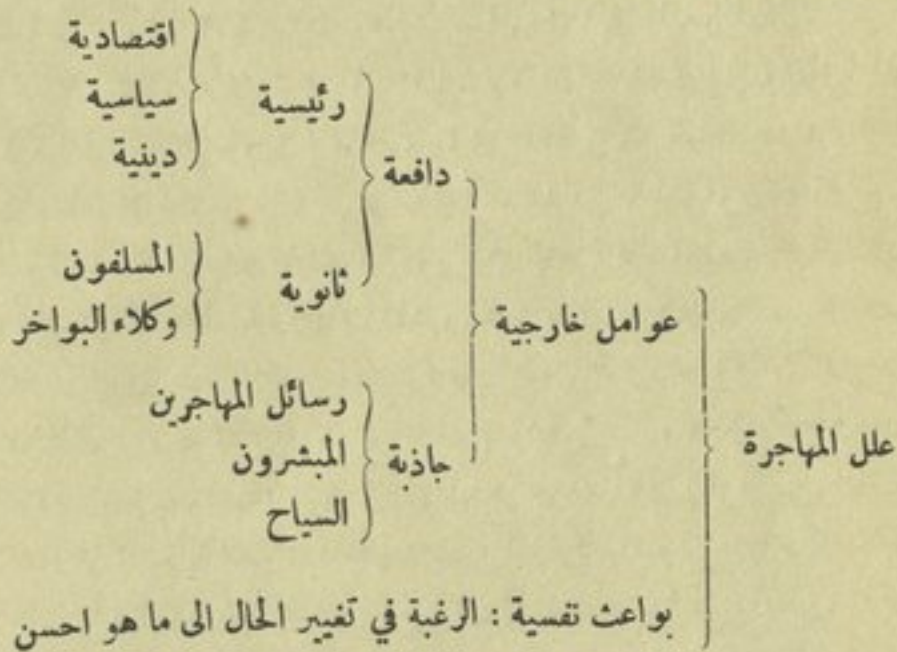 علل المهاجرة
عوامل خارجية
دافعة
رئيسية
اقتصادية
سياسية
دينية
ثانوية
المسلفون
وكلاء البواخر
جاذبة
رسائل المهاجرين
المبشرون
السياح
بواعث نفسية : الرغبة في تغيير الحال الى ما هو احسن